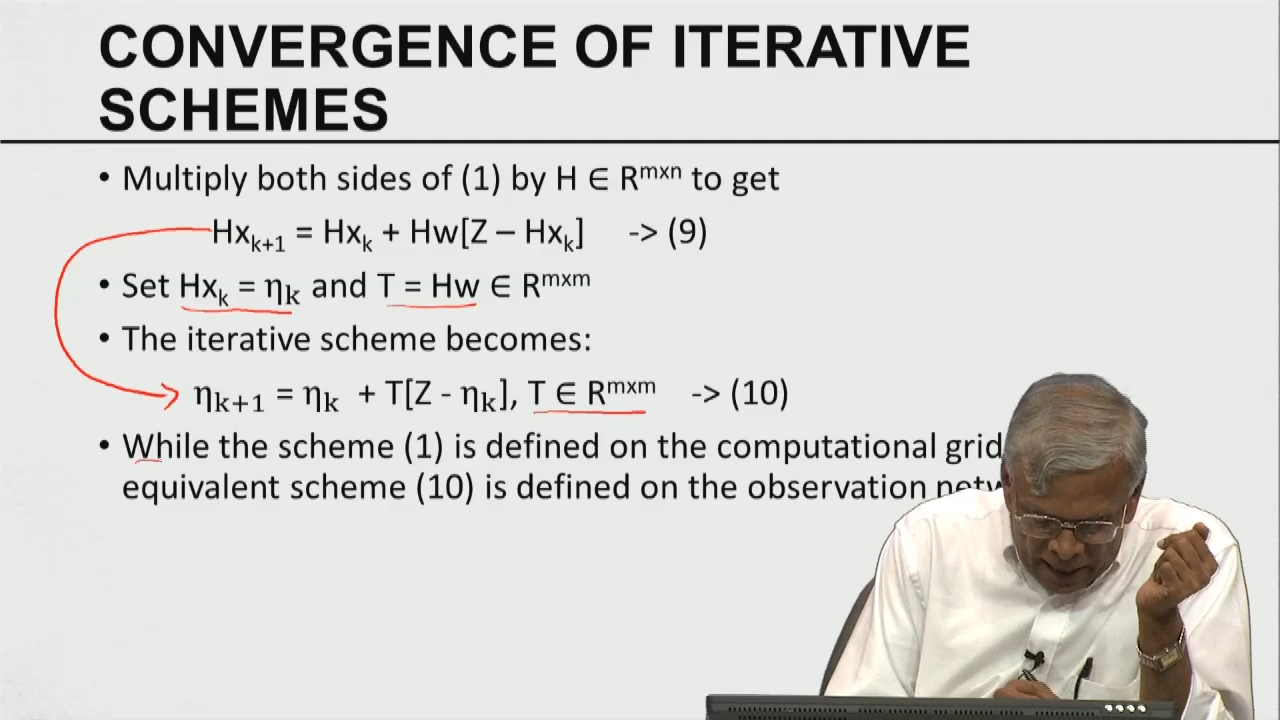 CONVERGENCE OF ITERATIVE
SCHEMES
• Multiply both sides of (1) by H ∈ Rᵐˣⁿ to get
Hxₖ₊₁ = Hxₖ + Hw[Z – Hxₖ] -> (9)
• Set Hxₖ = ηₖ and T = Hw ∈ Rᵐˣᵐ
• The iterative scheme becomes:
ηₖ₊₁ = ηₖ + T[Z - ηₖ], T ∈ Rᵐˣᵐ -> (10)
• While the scheme (1) is defined on the computational grid
equivalent scheme (10) is defined on the observation